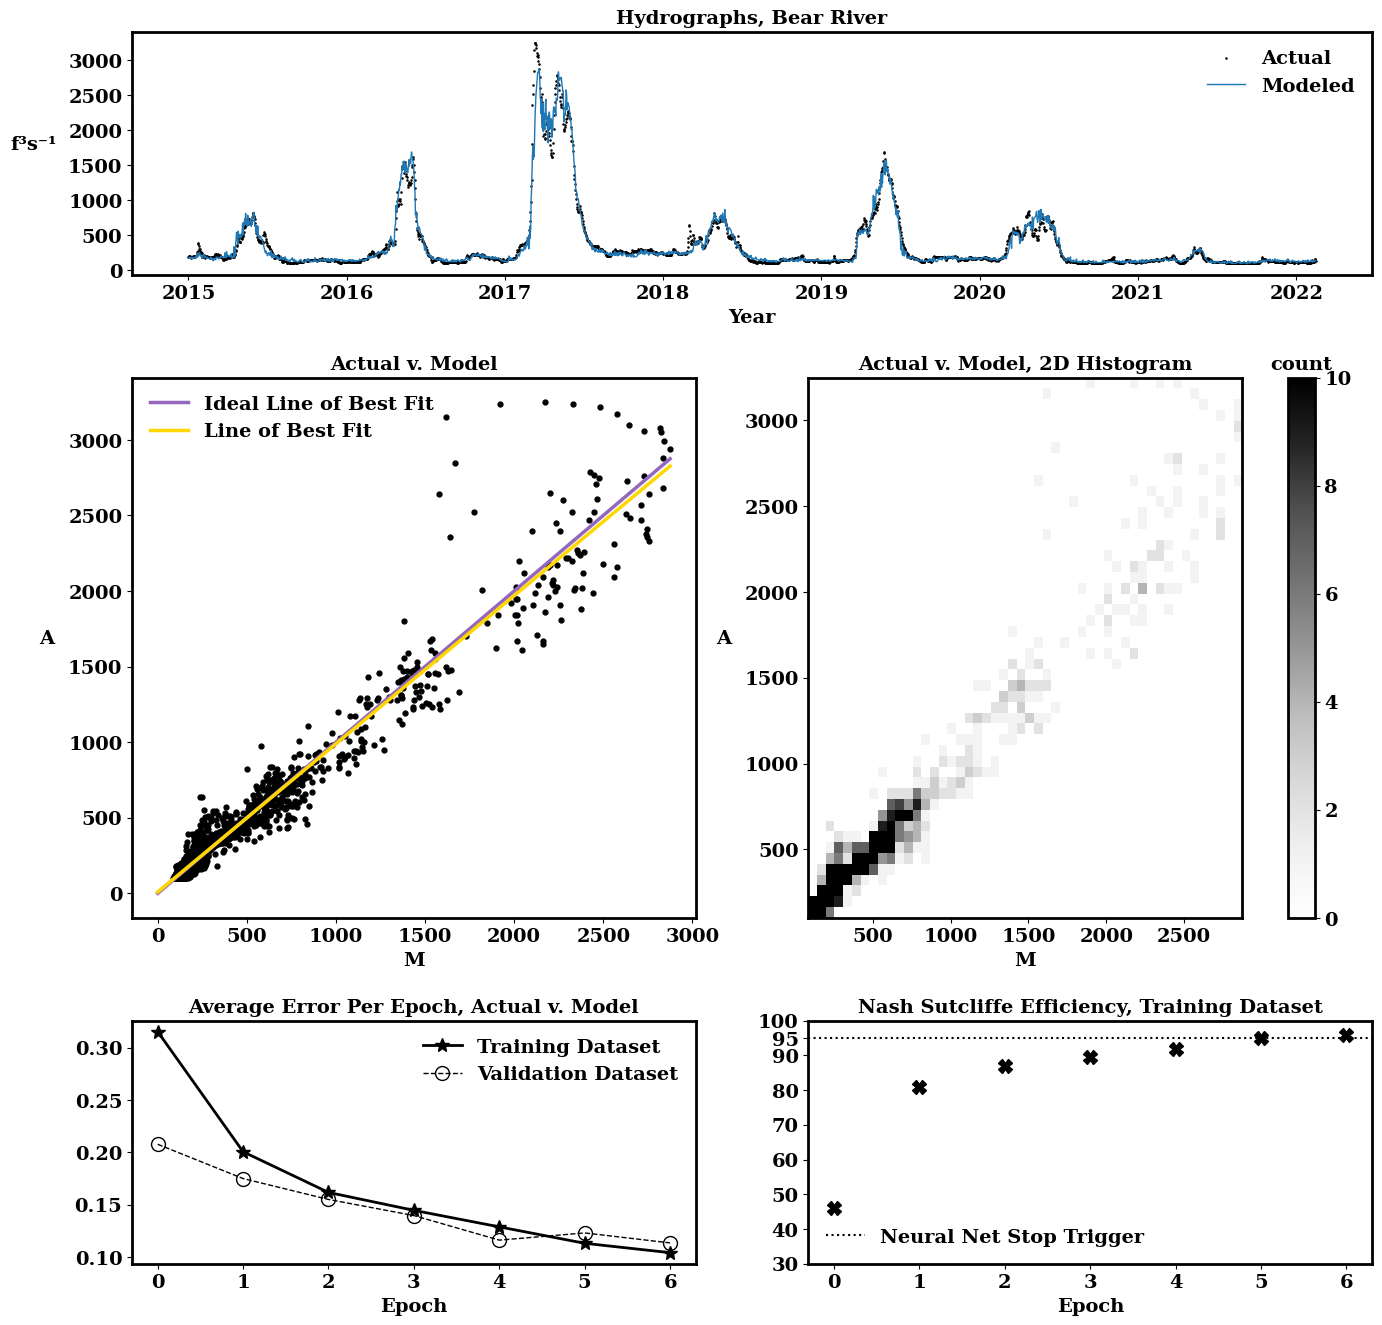 Hydrographs, Bear River
3000
2500
2000
1500
1000
500
0
f³s⁻¹
Actual
Modeled
2015 2016 2017 2018 2019 2020 2021 2022
Year
Actual v. Model
Ideal Line of Best Fit
Line of Best Fit
3000
2500
2000
1500
1000
500
0
A
0 500 1000 1500 2000 2500 3000
M
Actual v. Model, 2D Histogram
3000
2500
2000
1500
1000
500
A
500 1000 1500 2000 2500
M
count
10
8
6
4
2
0
Average Error Per Epoch, Actual v. Model
Training Dataset
Validation Dataset
0.30
0.25
0.20
0.15
0.10
0 1 2 3 4 5 6
Epoch
Nash Sutcliffe Efficiency, Training Dataset
100
95
90
80
70
60
50
40
30
Neural Net Stop Trigger
0 1 2 3 4 5 6
Epoch